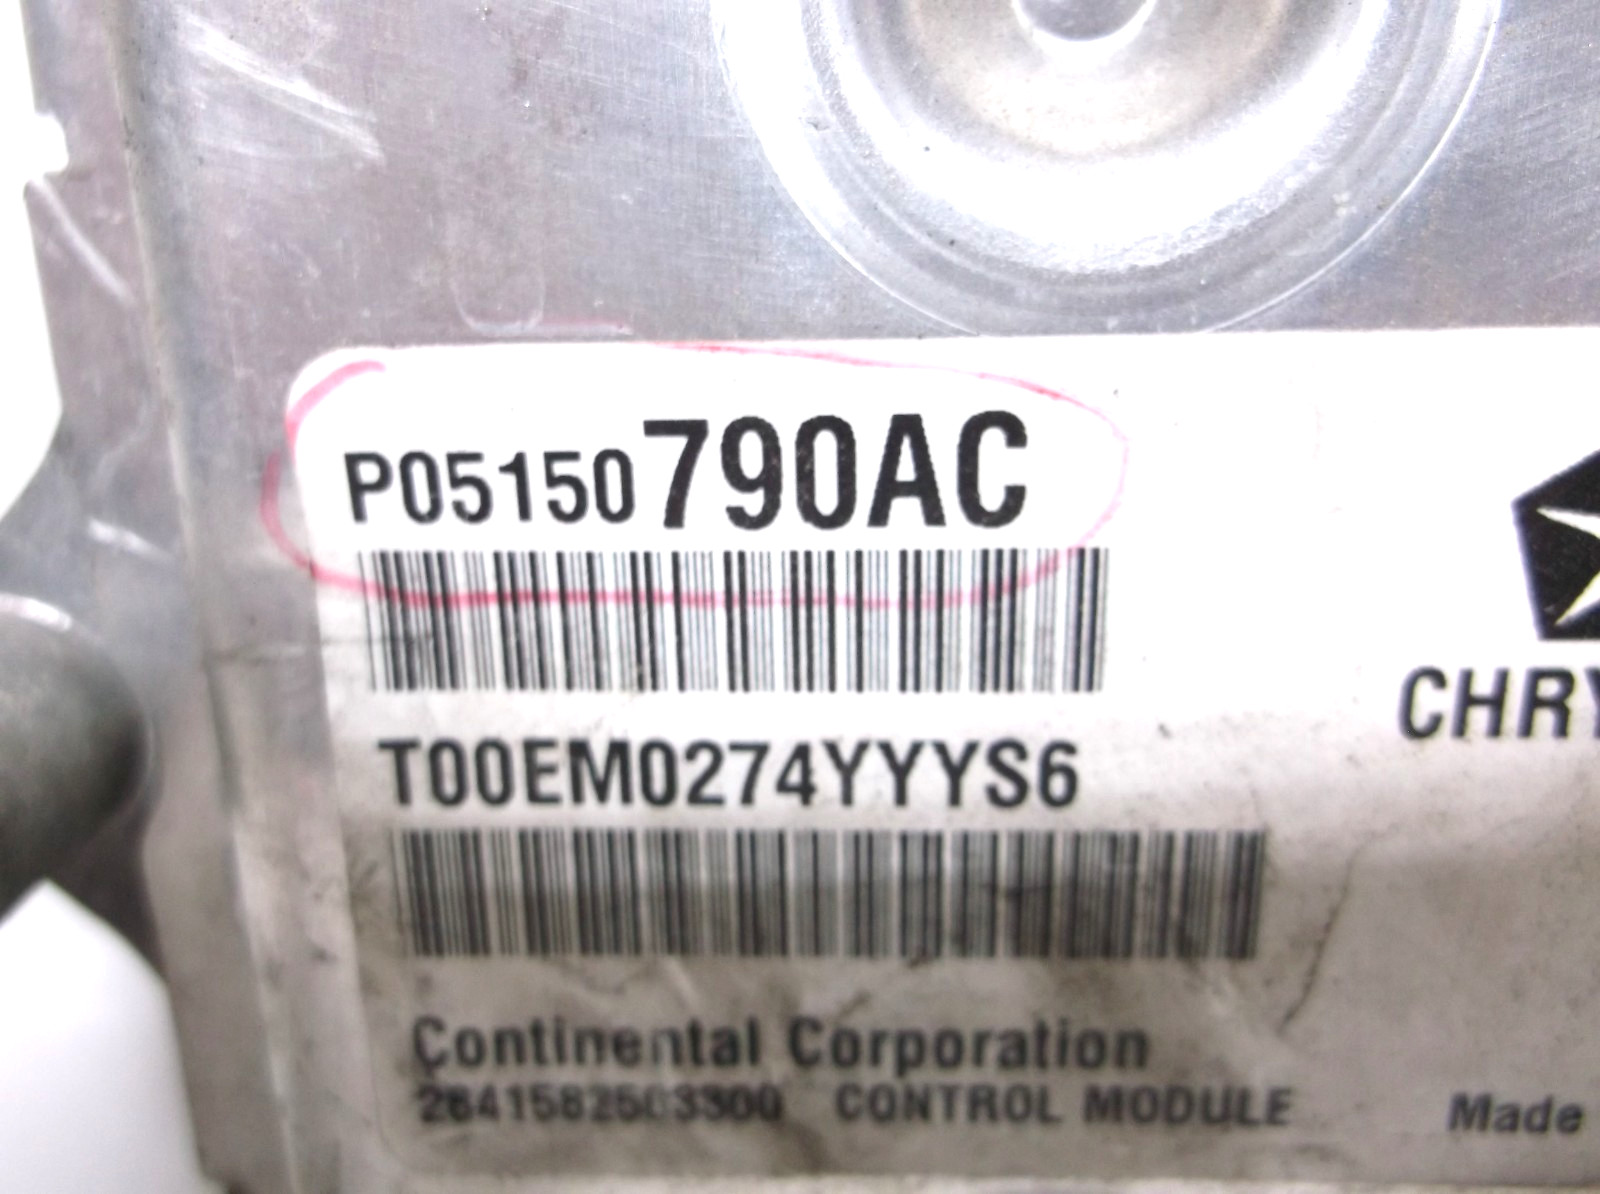 P05150790AC
CHRY
T00EM0274YYYS6
Continental Corporation
CONTROL MODULE Made